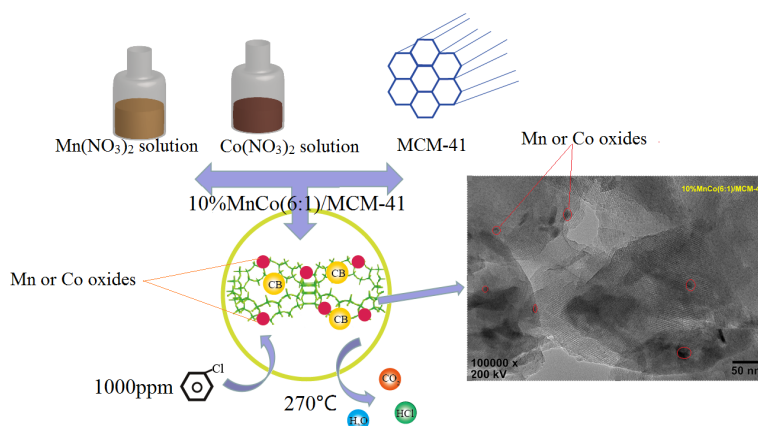 Mn(NO₃)₂ solution
Co(NO₃)₂ solution
MCM-41
Mn or Co oxides
10%MnCo(6:1)/MCM-41
10%MnCo(6:1)/MCM-4
Mn or Co oxides
CB
CB
CB
Cl
1000ppm
270°C
CO₂
H₂O
HCl
100000 x
200 kV
50 nm